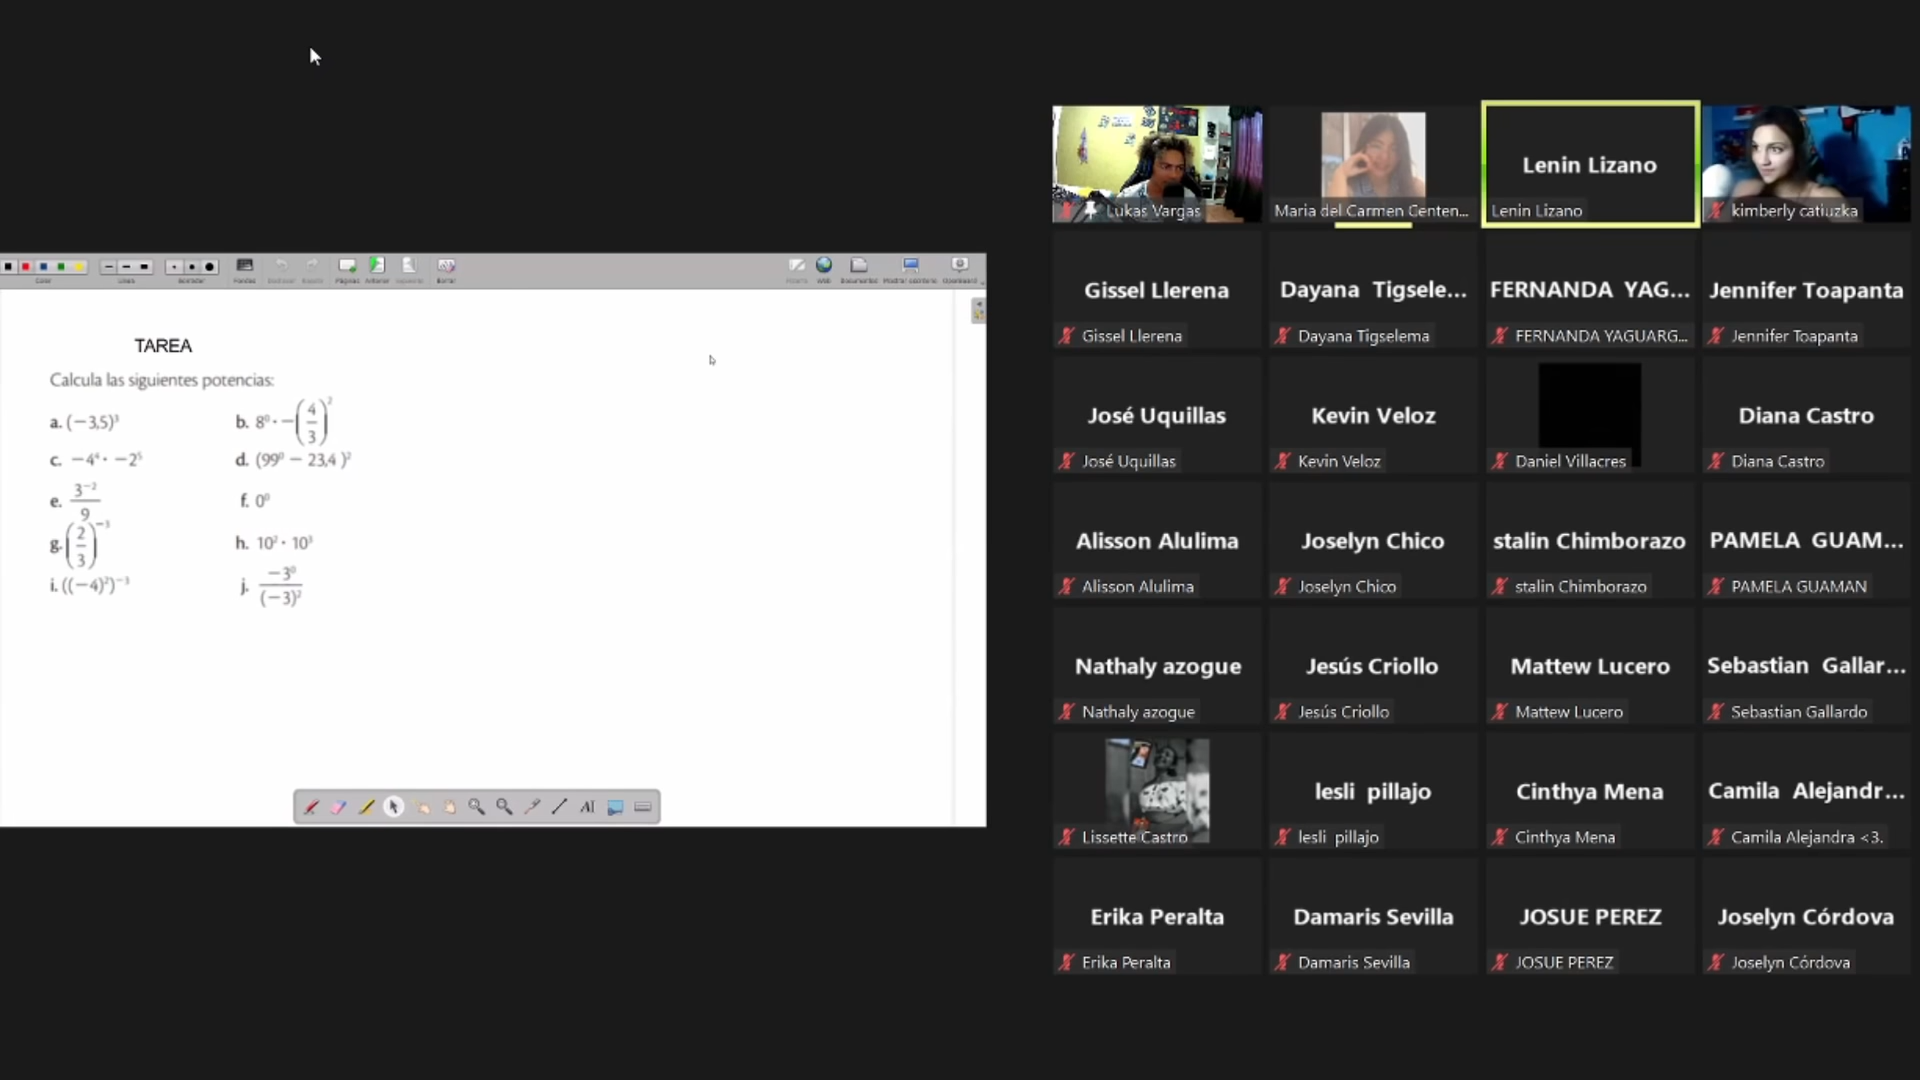 TAREA
Calcula las siguientes potencias:
a. (−3,5)³
b. 8⁰ · −(4/3)²
c. −4⁴ · −2⁵
d. (99⁰ − 23,4 )²
e. 3⁻²/9
f. 0⁰
g. (2/3)⁻³
h. 10² · 10³
i. ((−4)²)⁻³
j. −3⁰/(−3)²
Lukas Vargas
Maria del Carmen Centen...
Lenin Lizano
Lenin Lizano
kimberly catiuzka
Gissel Llerena
Dayana Tigsele...
FERNANDA YAG...
Jennifer Toapanta
Gissel Llerena
Dayana Tigselema
FERNANDA YAGUARG...
Jennifer Toapanta
José Uquillas
Kevin Veloz
Diana Castro
José Uquillas
Kevin Veloz
Daniel Villacres
Diana Castro
Alisson Alulima
Joselyn Chico
stalin Chimborazo
PAMELA GUAM...
Alisson Alulima
Joselyn Chico
stalin Chimborazo
PAMELA GUAMAN
Nathaly azogue
Jesús Criollo
Mattew Lucero
Sebastian Gallar...
Nathaly azogue
Jesús Criollo
Mattew Lucero
Sebastian Gallardo
lesli pillajo
Cinthya Mena
Camila Alejandr...
Lissette Castro
lesli pillajo
Cinthya Mena
Camila Alejandra <3.
Erika Peralta
Damaris Sevilla
JOSUE PEREZ
Joselyn Córdova
Erika Peralta
Damaris Sevilla
JOSUE PEREZ
Joselyn Córdova